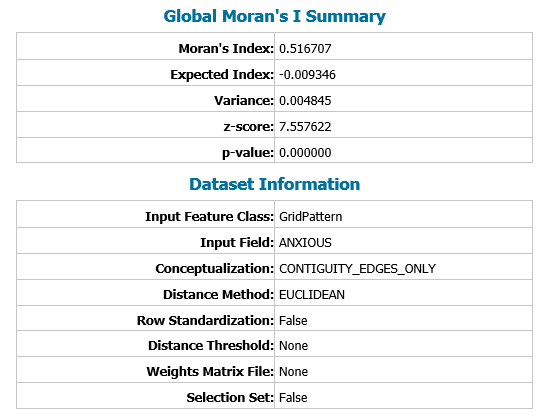 Global Moran's I Summary
Moran's Index: 0.516707
Expected Index: -0.009346
Variance: 0.004845
z-score: 7.557622
p-value: 0.000000
Dataset Information
Input Feature Class: GridPattern
Input Field: ANXIOUS
Conceptualization: CONTIGUITY_EDGES_ONLY
Distance Method: EUCLIDEAN
Row Standardization: False
Distance Threshold: None
Weights Matrix File: None
Selection Set: False